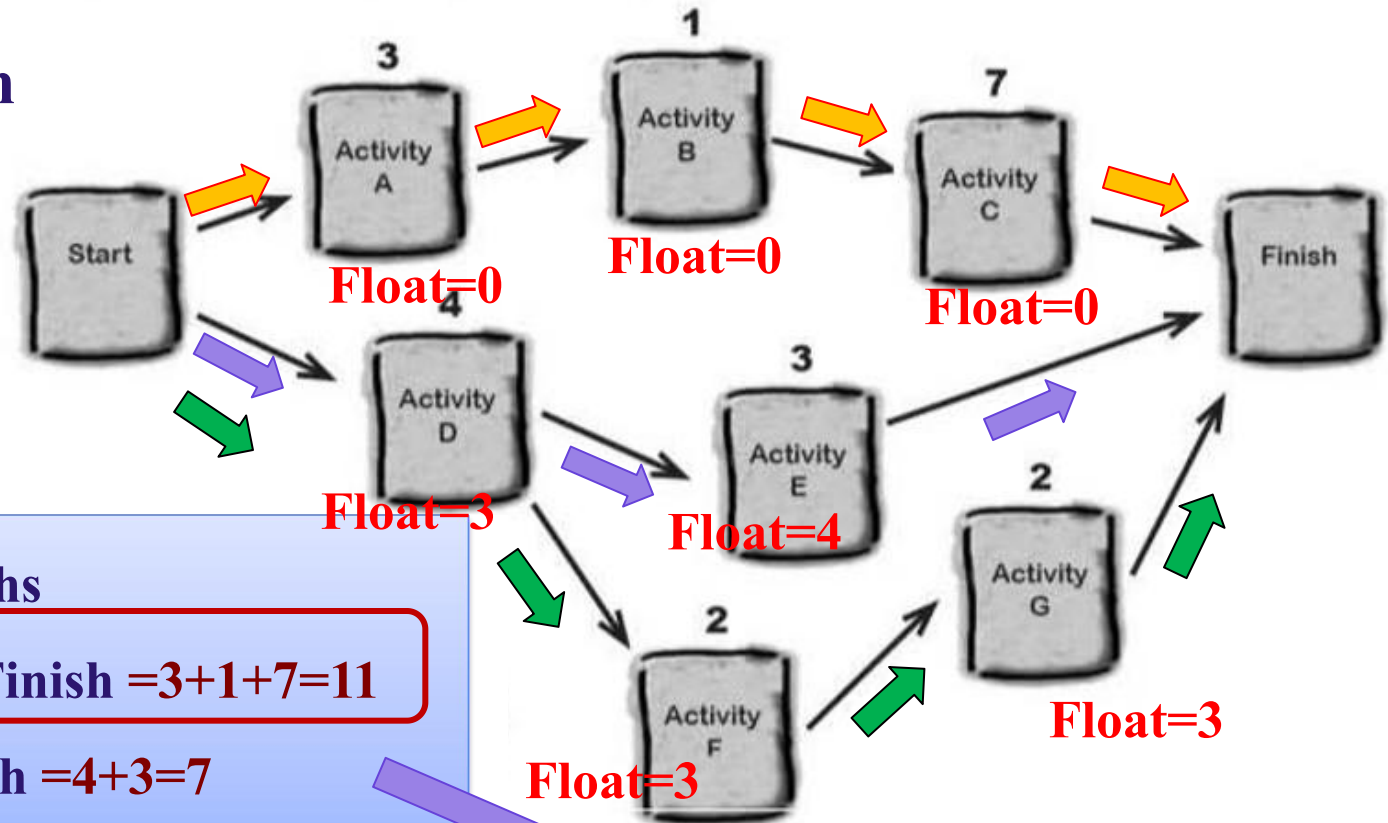 n
1
3
7
Activity
B
Activity
A
Activity
C
Start
Finish
Float=0
Float=0
Float=0
4
3
Activity
D
Activity
E
2
Float=3
Float=4
Activity
G
hs
2
Finish =3+1+7=11
Activity
F
Float=3
h =4+3=7
Float=3